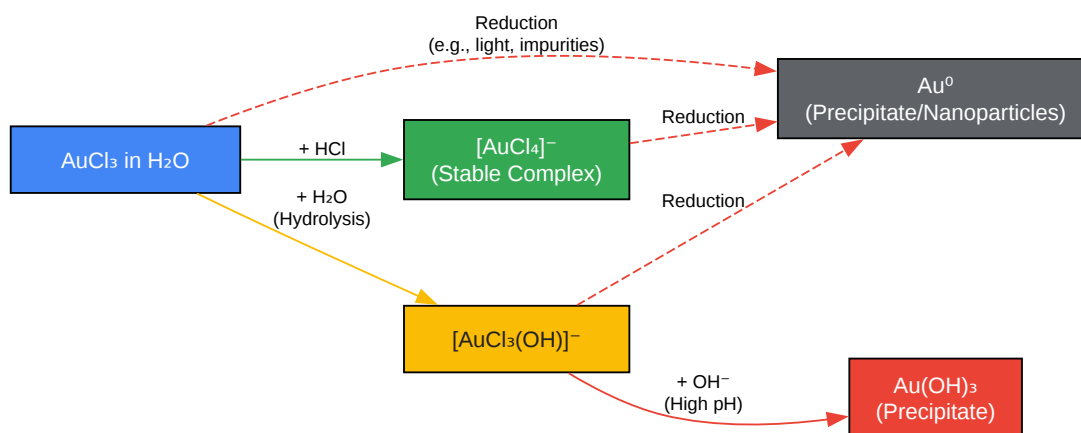 Reduction
(e.g., light, impurities)
Au⁰
(Precipitate/Nanoparticles)
Reduction
AuCl₃ in H₂O
+ HCl
[AuCl₄]⁻
(Stable Complex)
+ H₂O
(Hydrolysis)
Reduction
[AuCl₃(OH)]⁻
+ OH⁻
(High pH)
Au(OH)₃
(Precipitate)